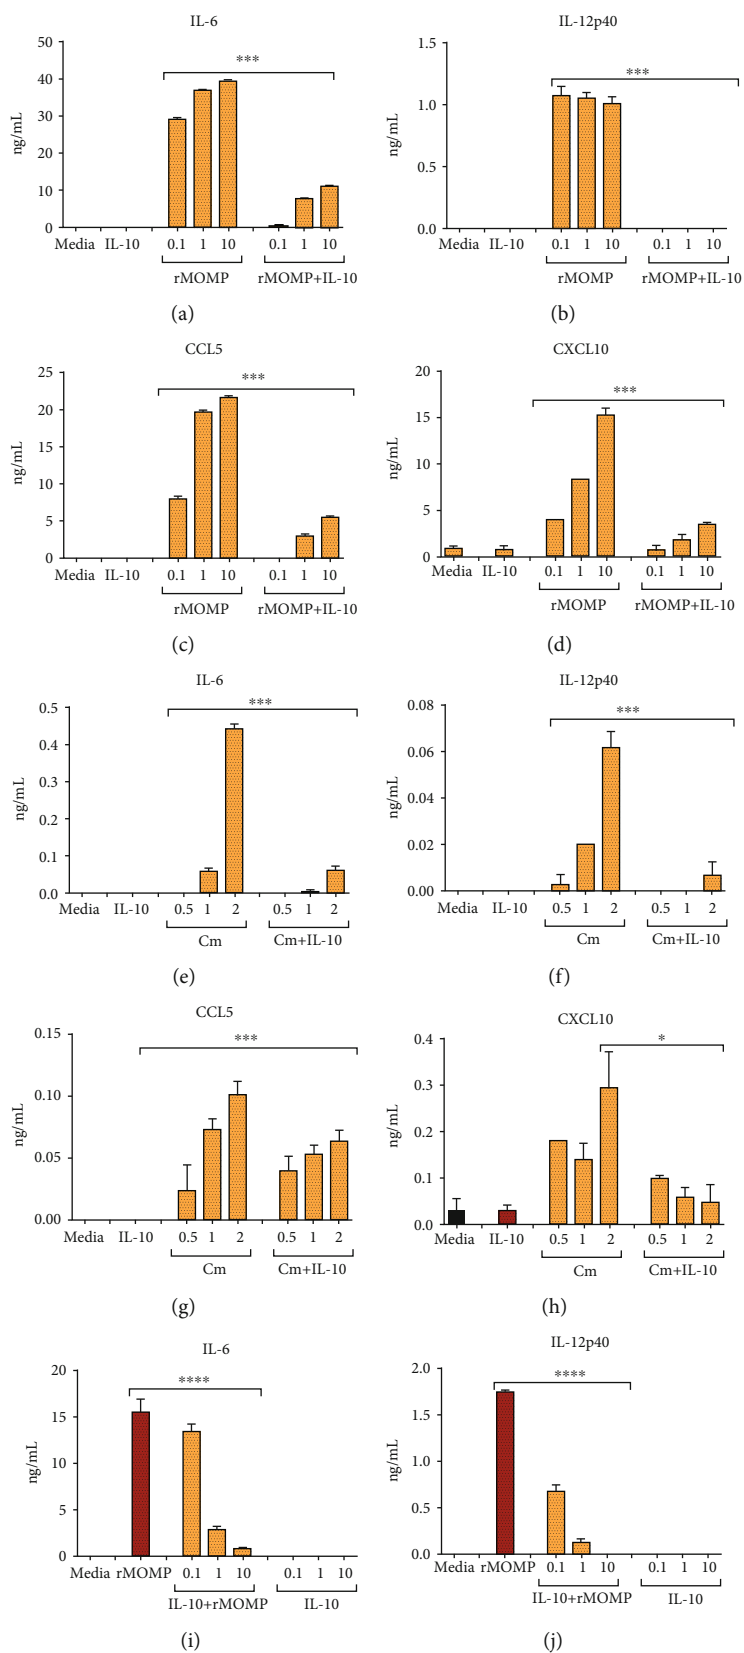 IL-6
***
50
40
30
20
10
0
ng/mL
Media IL-10 0.1 1 10 0.1 1 10
rMOMP rMOMP+IL-10
(a)
IL-12p40
***
1.5
1.0
0.5
0.0
ng/mL
Media IL-10 0.1 1 10 0.1 1 10
rMOMP rMOMP+IL-10
(b)
CCL5
***
25
20
15
10
5
0
ng/mL
Media IL-10 0.1 1 10 0.1 1 10
rMOMP rMOMP+IL-10
(c)
CXCL10
***
20
15
10
5
0
ng/mL
Media IL-10 0.1 1 10 0.1 1 10
rMOMP rMOMP+IL-10
(d)
IL-6
***
0.5
0.4
0.3
0.2
0.1
0.0
ng/mL
Media IL-10 0.5 1 2 0.5 1 2
Cm Cm+IL-10
(e)
IL-12p40
***
0.08
0.06
0.04
0.02
0.00
ng/mL
Media IL-10 0.5 1 2 0.5 1 2
Cm Cm+IL-10
(f)
CCL5
***
0.15
0.10
0.05
0.00
ng/mL
Media IL-10 0.5 1 2 0.5 1 2
Cm Cm+IL-10
(g)
CXCL10
*
0.4
0.3
0.2
0.1
0.0
ng/mL
Media IL-10 0.5 1 2 0.5 1 2
Cm Cm+IL-10
(h)
IL-6
****
20
15
10
5
0
ng/mL
Media rMOMP 0.1 1 10 0.1 1 10
IL-10+rMOMP IL-10
(i)
IL-12p40
****
2.0
1.5
1.0
0.5
0.0
ng/mL
Media rMOMP 0.1 1 10 0.1 1 10
IL-10+rMOMP IL-10
(j)